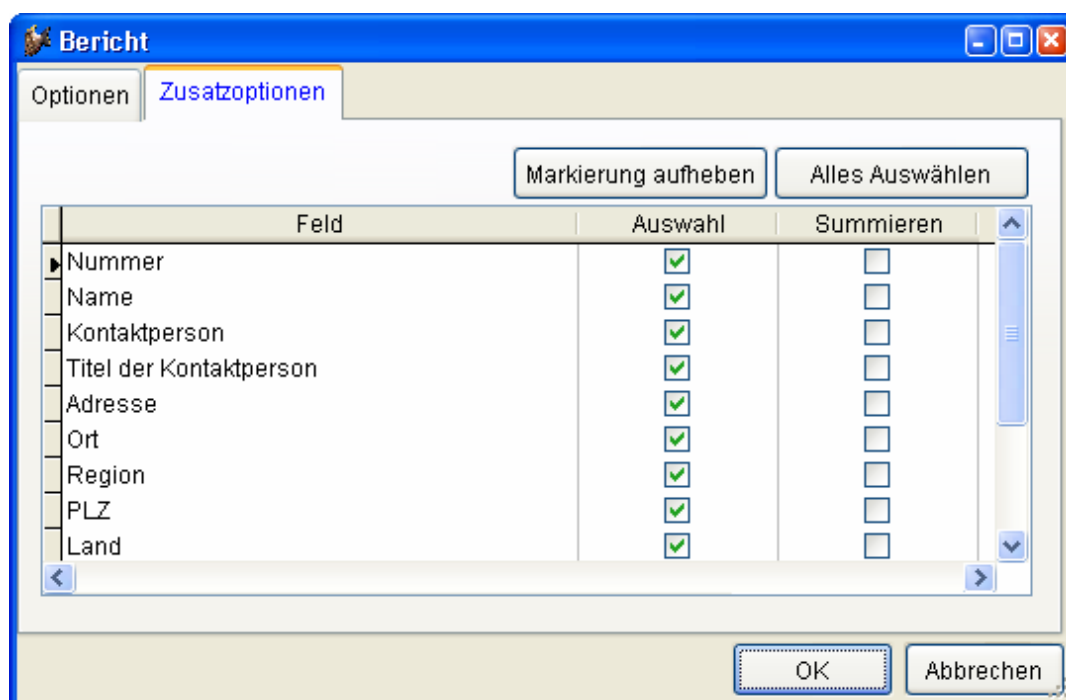 Bericht
Optionen Zusatzoptionen
Markierung aufheben Alles Auswählen
Feld Auswahl Summieren
Nummer
Name
Kontaktperson
Titel der Kontaktperson
Adresse
Ort
Region
PLZ
Land
OK Abbrechen